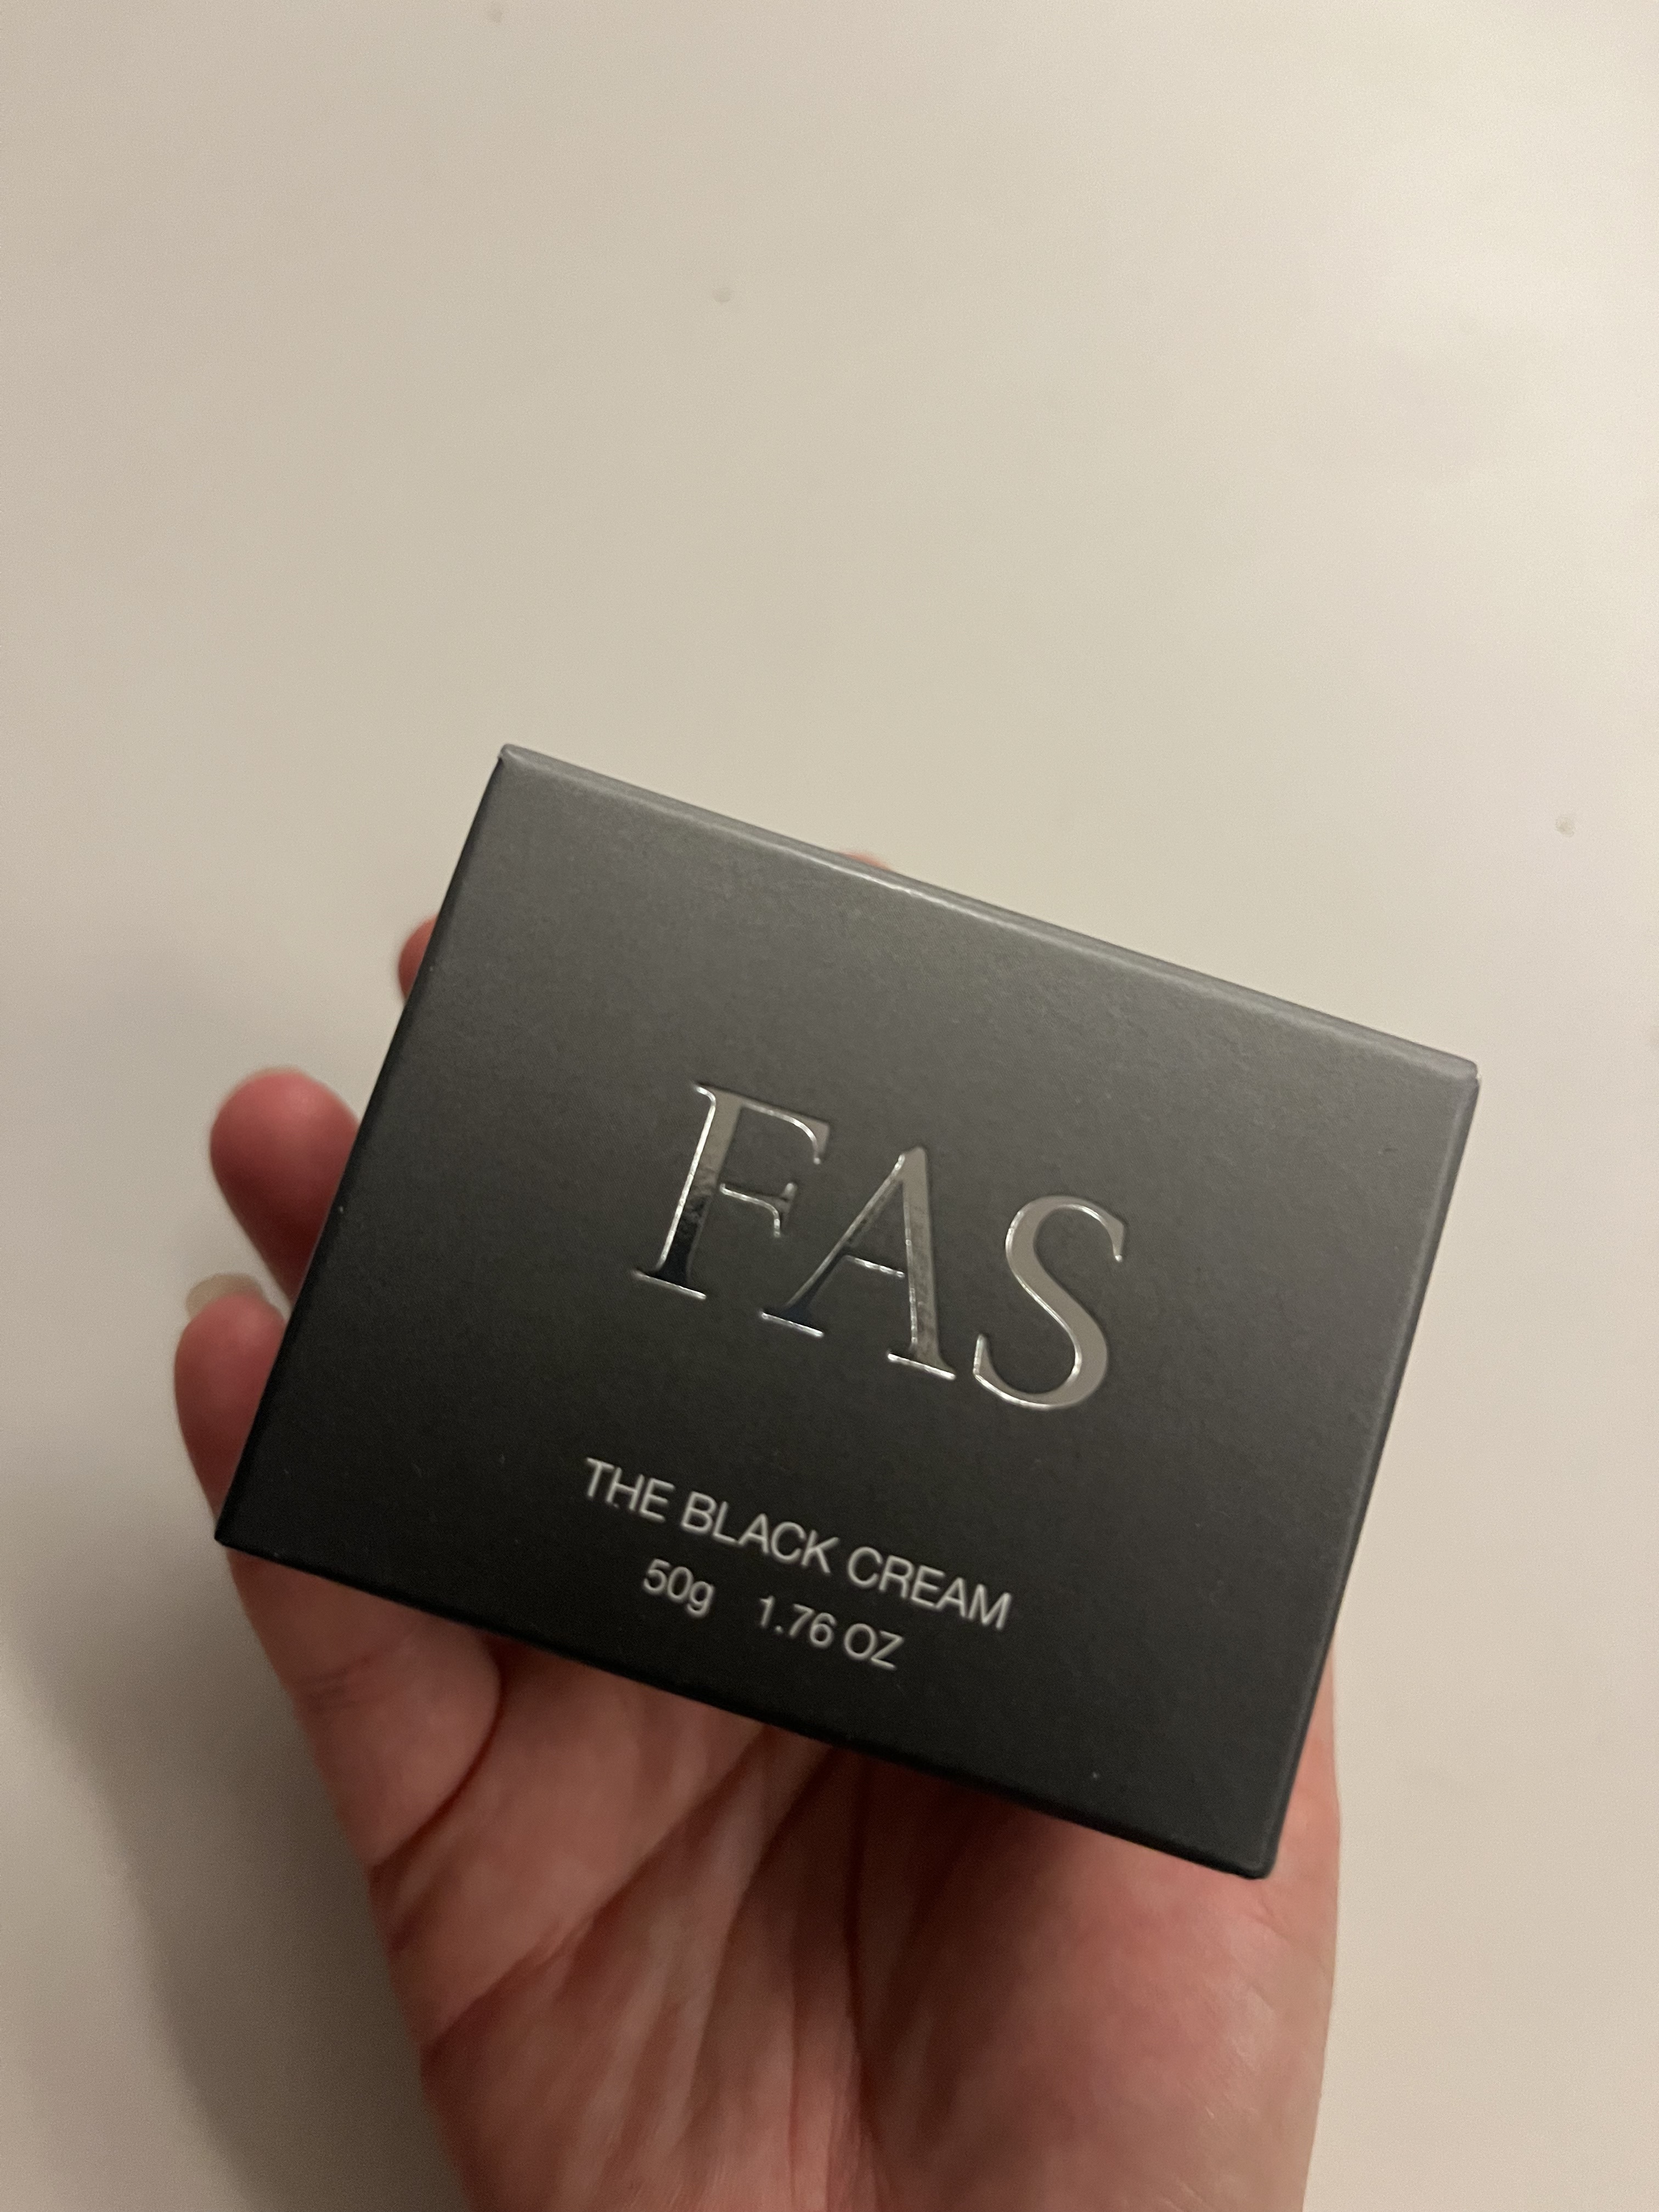 FAS
THE BLACK CREAM
50g 1.76 OZ